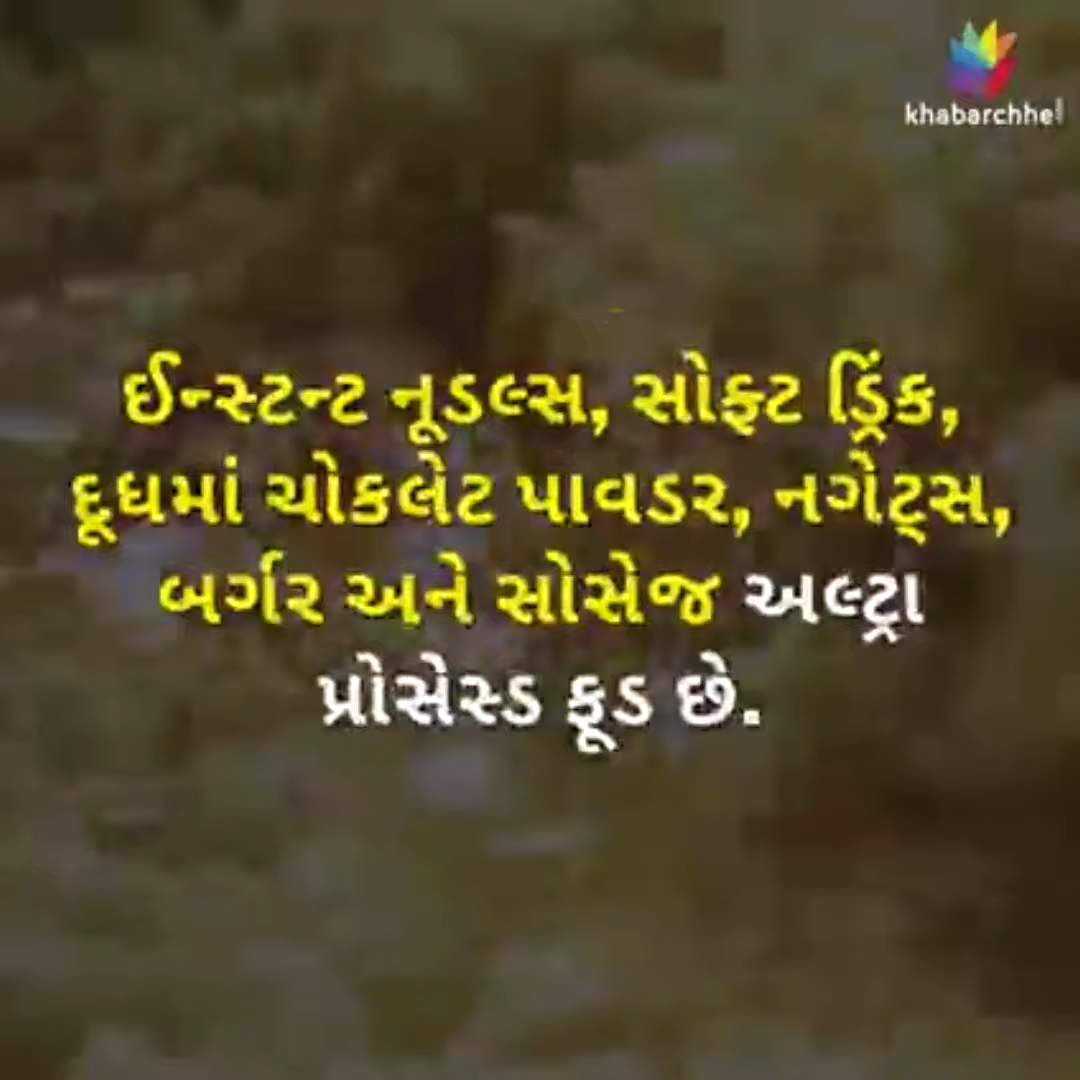 khabarchhe!
ઈન્સ્ટન્ટ નૂડલ્સ, સોફ્ટ ડ્રિંક,
દૂધમાં ચોકલેટ પાવડર, નગેટ્સ,
બર્ગર અને સોસેજ અલ્ટ્રા
પ્રોસેસ્ડ ફૂડ છે.